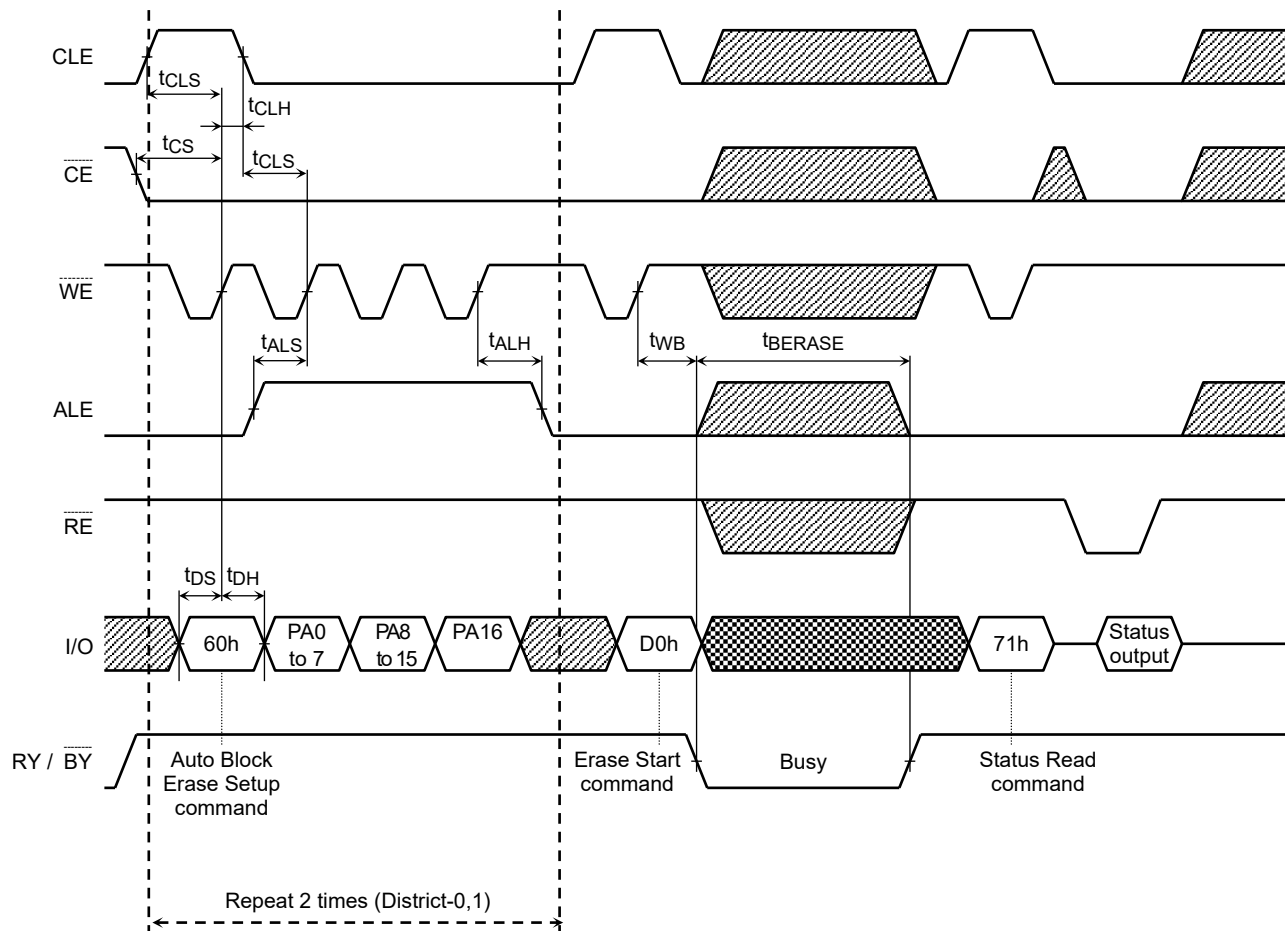 CLE
tCLS
tCLH
tCS
CE
tCLS
WE
tALS
tALH
tWB
tBERASE
ALE
RE
tDS
tDH
I/O
60h
PA0
to 7
PA8
to 15
PA16
D0h
71h
Status
output
RY / BY
Auto Block
Erase Setup
command
Erase Start
command
Busy
Status Read
command
Repeat 2 times (District-0,1)